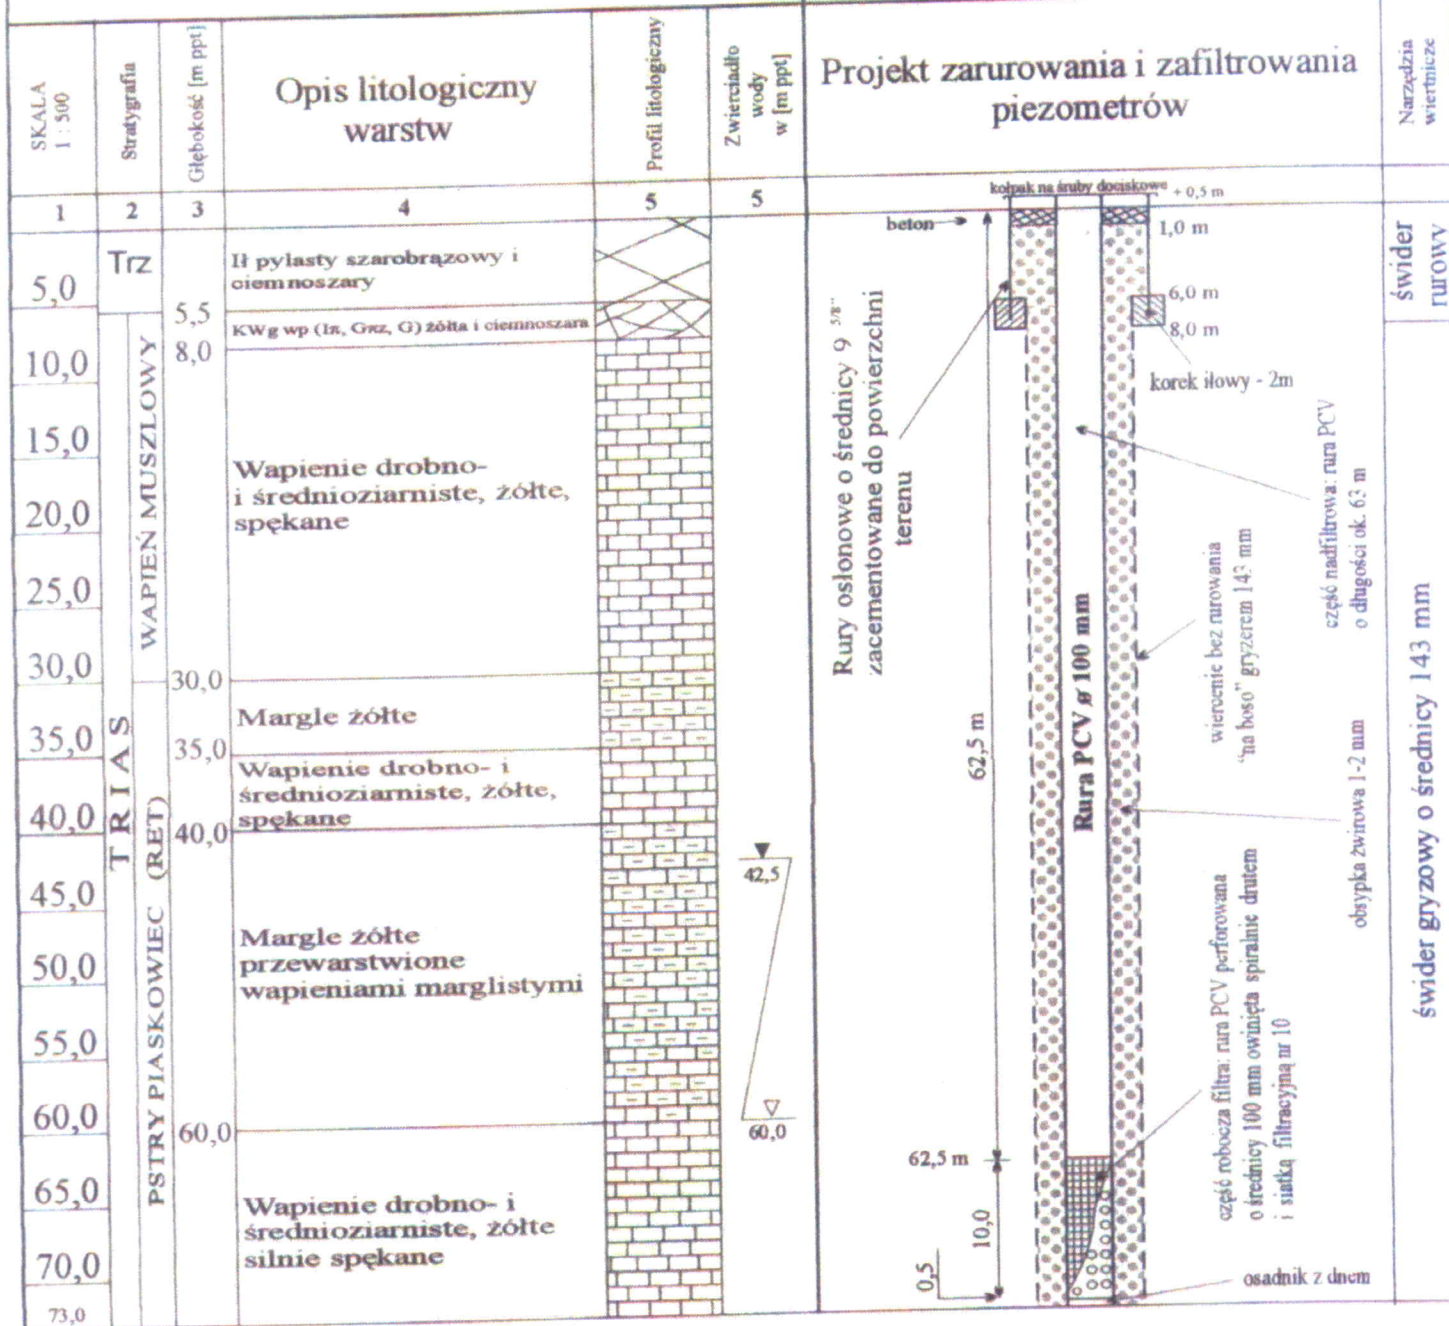 SKALA
1 : 500
Stratygrafia
Głębokość [m ppt]
Opis litologiczny
warstw
Profil litologiczny
Zwierciadło
wody
w [m ppt]
Projekt zarurowania i zafiltrowania
piezometrów
Narzędzia
wiertnicze
1
2
3
4
5
5
5,0
10,0
15,0
20,0
25,0
30,0
35,0
40,0
45,0
50,0
55,0
60,0
65,0
70,0
73,0
Trz
TRIAS
WAPIEŃ MUSZLOWY
PSTRY PIASKOWIEC (RET)
5,5
8,0
30,0
35,0
40,0
60,0
Ił pylasty szarobrązowy i
ciemnoszary
KWg wp (Iπ, Gπz, G) żółta i ciemnoszara
Wapienie drobno-
i średnioziarniste, żółte,
spękane
Margle żółte
Wapienie drobno- i
średnioziarniste, żółte,
spękane
Margle żółte
przewarstwione
wapieniami marglistymi
Wapienie drobno- i
średnioziarniste, żółte
silnie spękane
42,5
60,0
kołpak na śruby dociskowe
+ 0,5 m
beton
1,0 m
6,0 m
8,0 m
korek iłowy - 2m
Rury osłonowe o średnicy 9 5/8"
zacementowane do powierzchni
terenu
62,5 m
Rura PCV ø 100 mm
część nadfiltrowa: rura PCV
o długości ok. 63 m
wiercenie bez rurowania
"na boso" gryzerem 143 mm
obsypka żwirowa 1-2 mm
część robocza filtra: rura PCV perforowana
o średnicy 100 mm owinięta spiralnie drutem
i siatką filtracyjną nr 10
62,5 m
10,0
0,5
osadnik z dnem
świder
rurowy
świder gryzowy o średnicy 143 mm